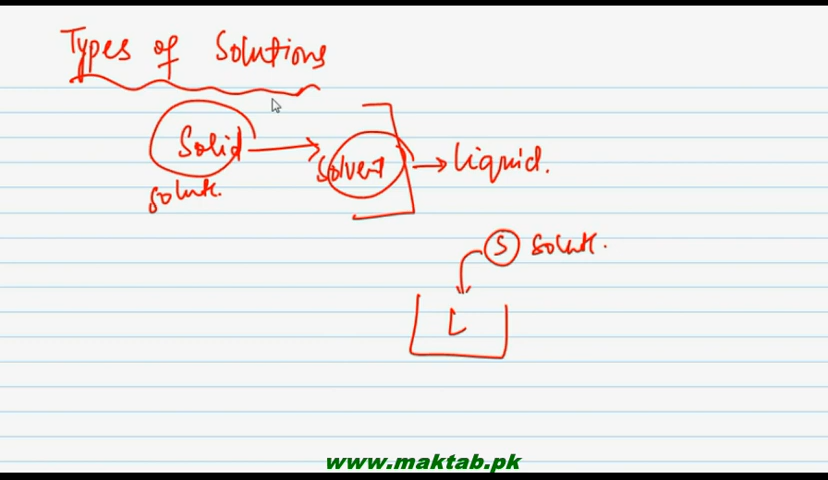 Types of Solutions
Solid → Solvent → Liquid.
Solute.
S Solute.
L
www.maktab.pk